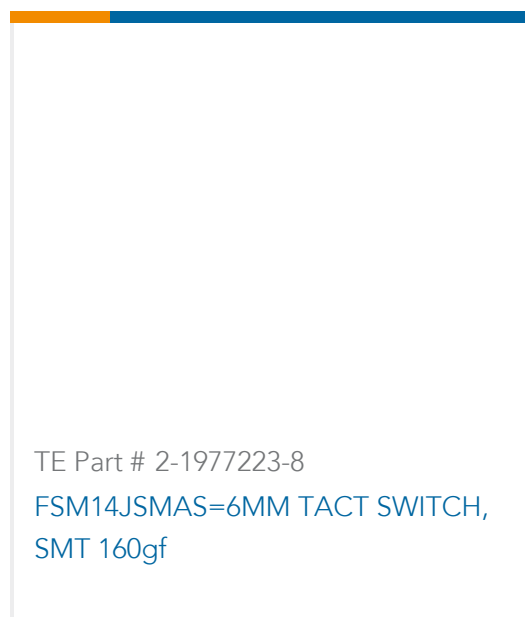 TE Part # 2-1977223-8
FSM14JSMAS=6MM TACT SWITCH,
SMT 160gf